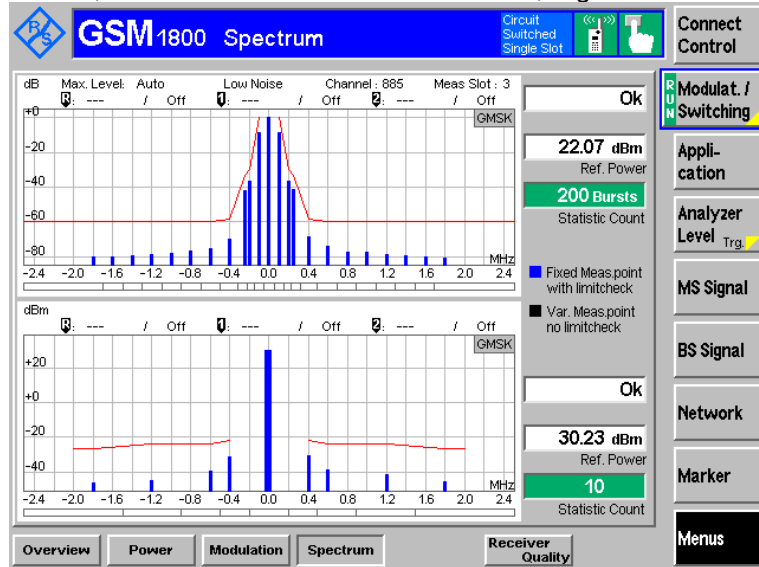 R/S
GSM 1800 Spectrum
Circuit
Switched
Single Slot
Connect
Control
dB Max. Level: Auto Low Noise Channel : 885 Meas Slot : 3
R: --- / Off 1: --- / Off 2: --- / Off
GMSK
+0
-20
-40
-60
-80
MHz
-2.4 -2.0 -1.6 -1.2 -0.8 -0.4 0.0 0.4 0.8 1.2 1.6 2.0 2.4
Ok
22.07 dBm
Ref. Power
200 Bursts
Statistic Count
Fixed Meas.point
with limitcheck
Var. Meas.point
no limitcheck
dBm
R: --- / Off 1: --- / Off 2: --- / Off
GMSK
+20
+0
-20
-40
MHz
-2.4 -2.0 -1.6 -1.2 -0.8 -0.4 0.0 0.4 0.8 1.2 1.6 2.0 2.4
Ok
30.23 dBm
Ref. Power
10
Statistic Count
RUN
Modulat. /
Switching
Appli-
cation
Analyzer
Level Trg.
MS Signal
BS Signal
Network
Marker
Menus
Overview
Power
Modulation
Spectrum
Receiver
Quality